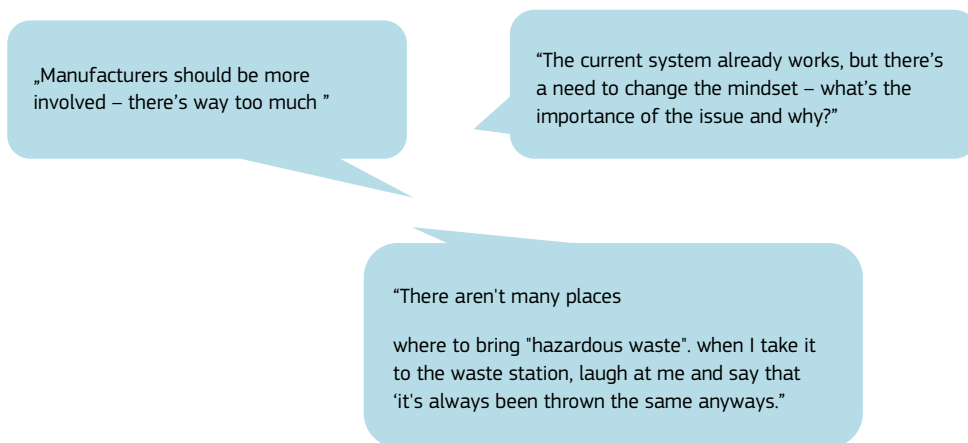 „Manufacturers should be more
involved – there's way too much ”
“The current system already works, but there's
a need to change the mindset – what's the
importance of the issue and why?”
“There aren't many places
where to bring "hazardous waste". when I take it
to the waste station, laugh at me and say that
‘it's always been thrown the same anyways.”